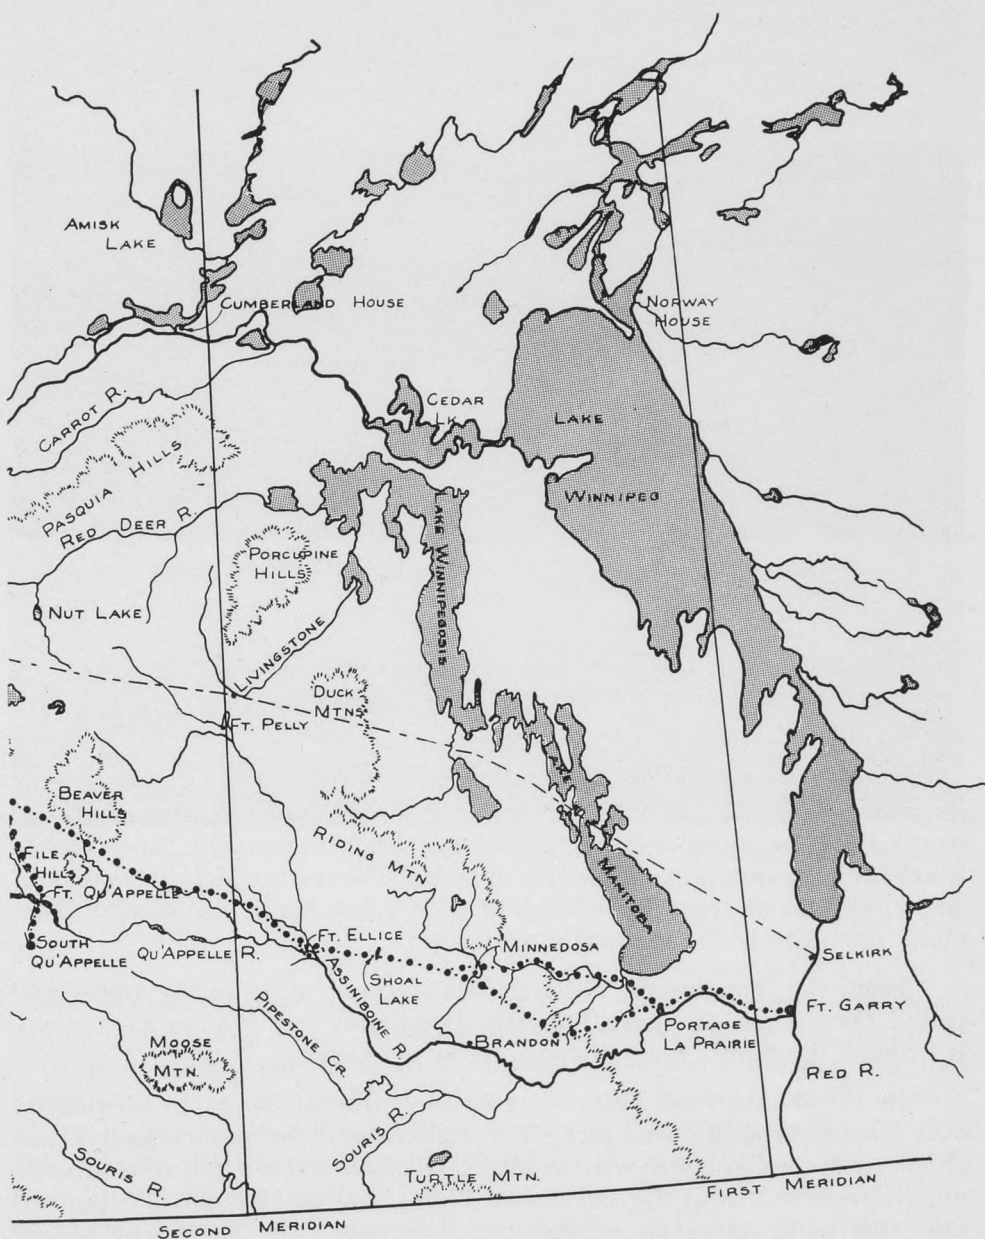 AMISK
LAKE
CUMBERLAND HOUSE
NORWAY
HOUSE
CARROT R.
CEDAR
LK.
LAKE
WINNIPEG
PASQUIA HILLS
RED DEER R.
PORCUPINE
HILLS
LAKE WINNIPEGOSIS
NUT LAKE
LIVINGSTONE
DUCK
MTNS
FT. PELLY
BEAVER
HILLS
RIDING MTN.
LAKE
MANITOBA
FILE
HILLS
FT. QU'APPELLE
SOUTH
QU'APPELLE
QU'APPELLE R.
FT. ELLICE
SHOAL
LAKE
MINNEDOSA
SELKIRK
FT. GARRY
ASSINIBOINE R.
PIPESTONE CR.
BRANDON
PORTAGE
LA PRAIRIE
MOOSE
MTN.
RED R.
SOURIS R.
SOURIS R.
TURTLE MTN.
FIRST MERIDIAN
SECOND MERIDIAN